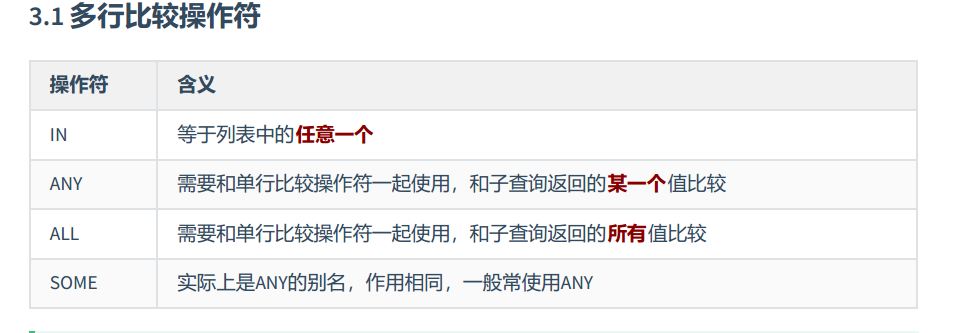 3.1 多行比较操作符
操作符 含义
IN 等于列表中的任意一个
ANY 需要和单行比较操作符一起使用，和子查询返回的某一个值比较
ALL 需要和单行比较操作符一起使用，和子查询返回的所有值比较
SOME 实际上是ANY的别名，作用相同，一般常使用ANY